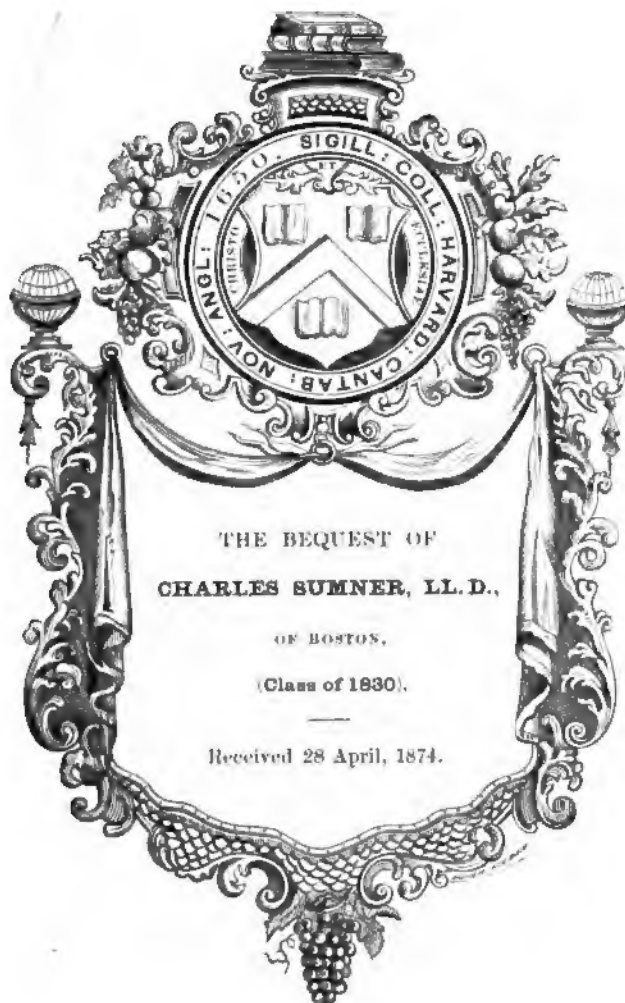 SIGILL: COLL: HARVARD: CANTAB: NOV: ANGL: 1650.
ET
CHRISTO
ECCLESIAE
THE BEQUEST OF
CHARLES SUMNER, LL.D.,
OF BOSTON,
(Class of 1830).
Received 28 April, 1874.